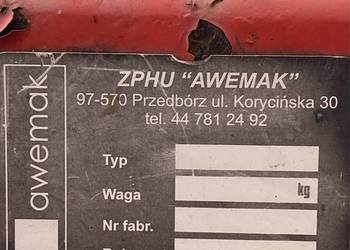 awemak
ZPHU "AWEMAK"
97-570 Przedbórz ul. Korycińska 30
tel. 44 781 24 92
Typ
Waga kg
Nr fabr.